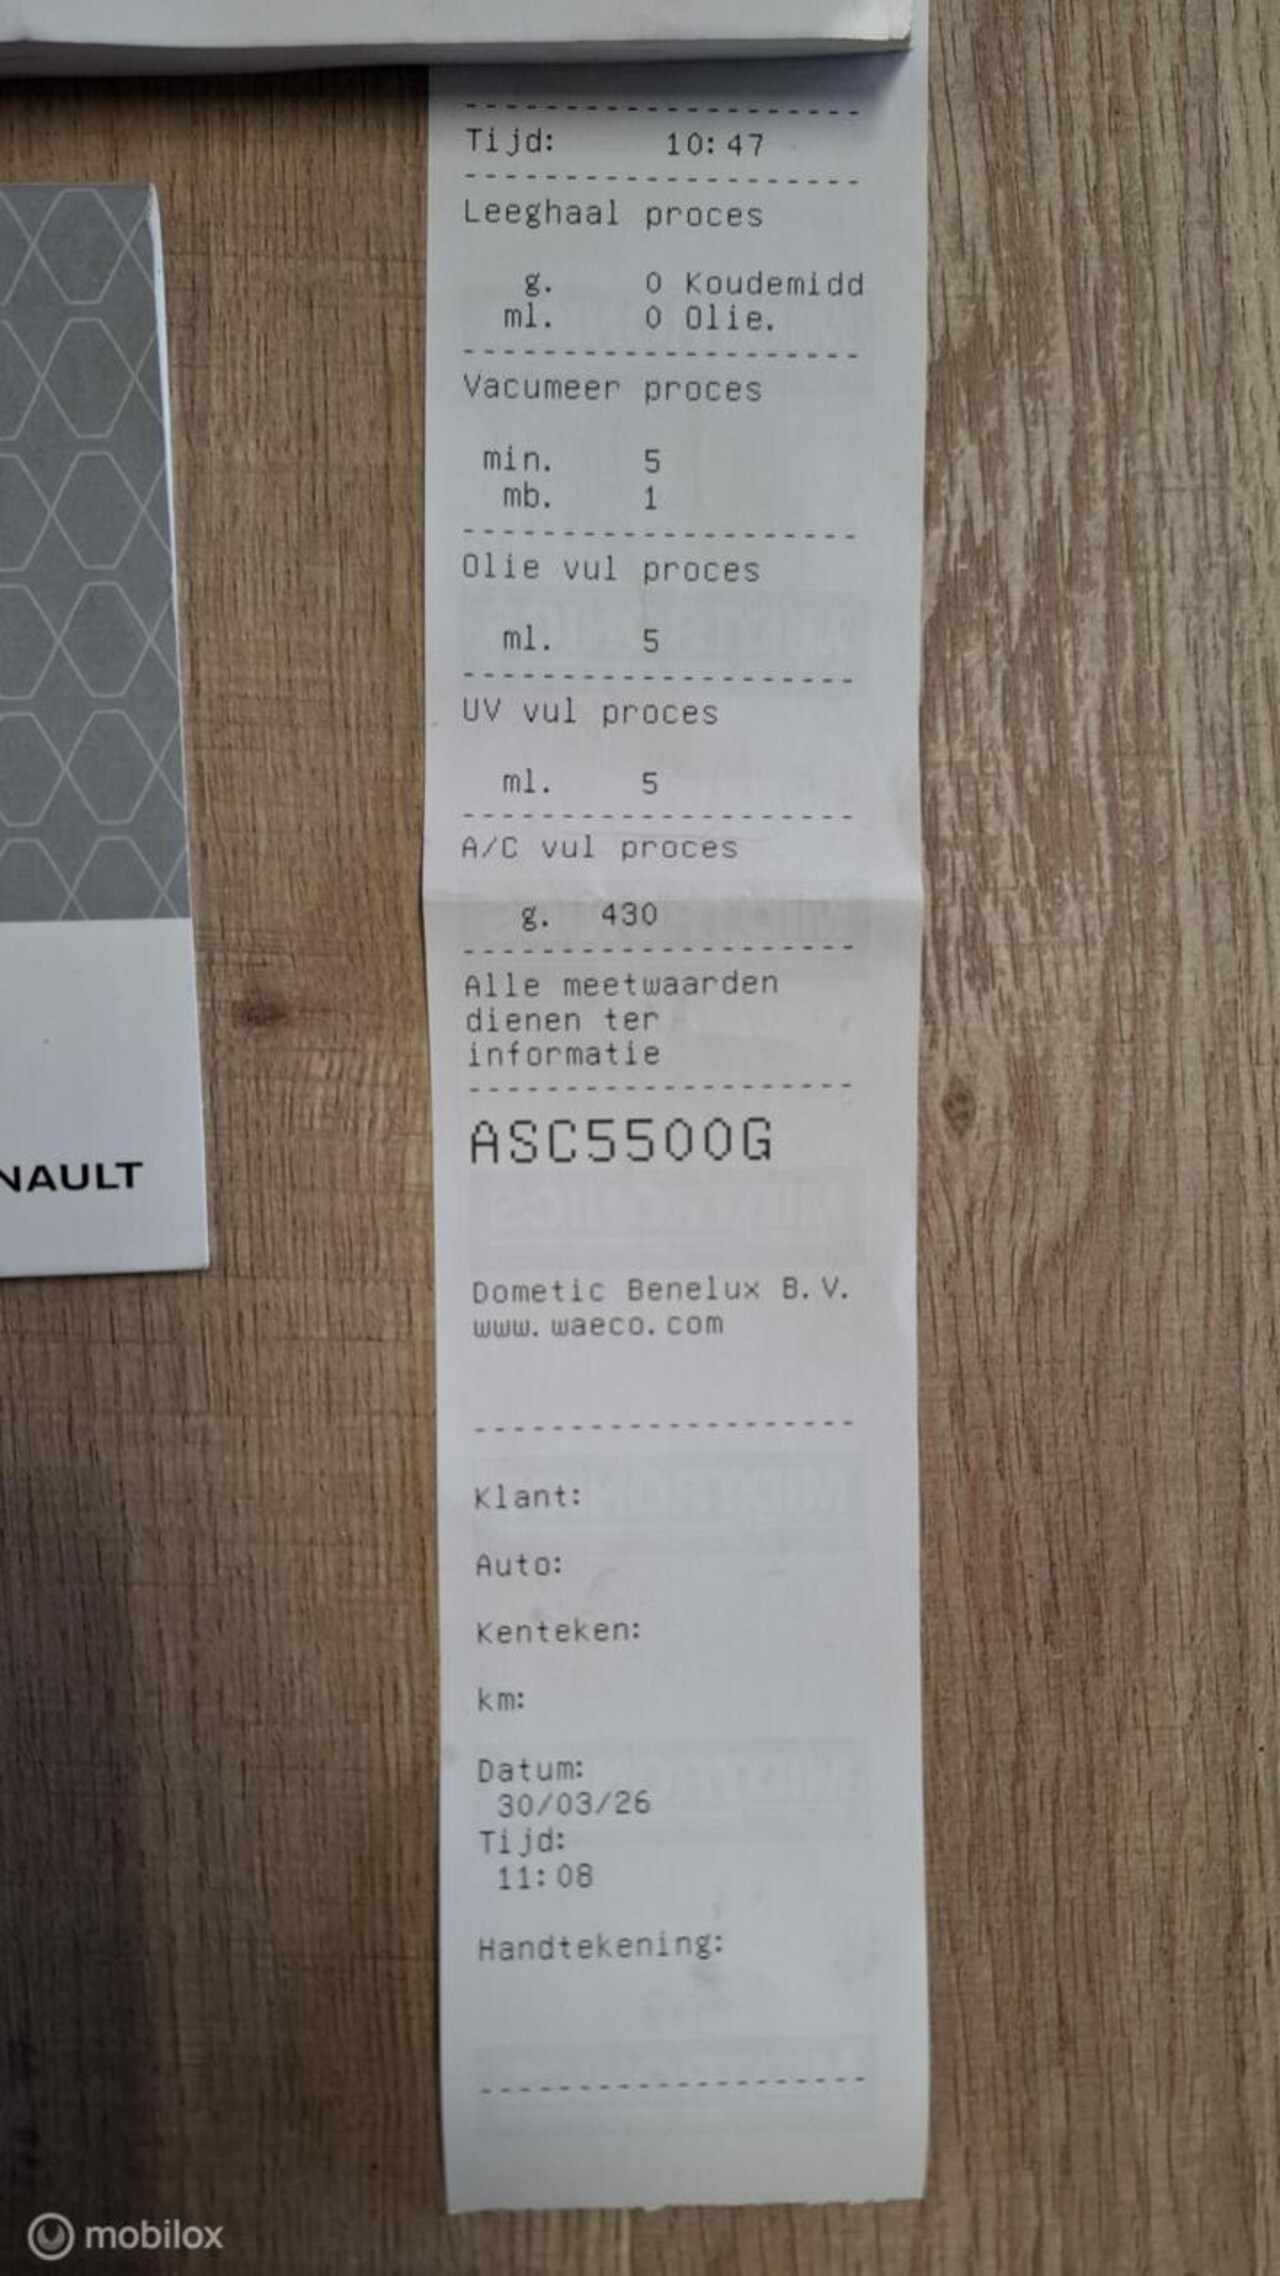 Tijd: 10:47
Leeghaal proces
g. 0 Koudemidd
ml. 0 Olie.
Vacumeer proces
min. 5
mb. 1
Olie vul proces
ml. 5
UV vul proces
ml. 5
A/C vul proces
g. 430
Alle meetwaarden
dienen ter
informatie
ASC5500G
Dometic Benelux B.V.
www.waeco.com
Klant:
Auto:
Kenteken:
km:
Datum:
30/03/26
Tijd:
11:08
Handtekening:
NAULT
mobilox